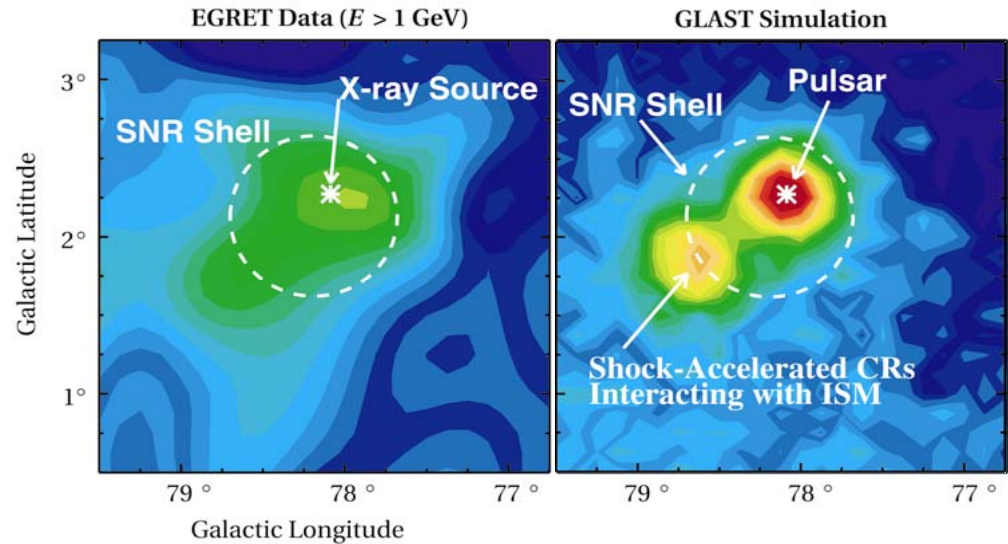 EGRET Data (E > 1 GeV)
GLAST Simulation
3°
2°
1°
Galactic Latitude
X-ray Source
SNR Shell
79 °
78 °
77 °
Galactic Longitude
Pulsar
SNR Shell
Shock-Accelerated CRs
Interacting with ISM
79 °
78 °
77 °